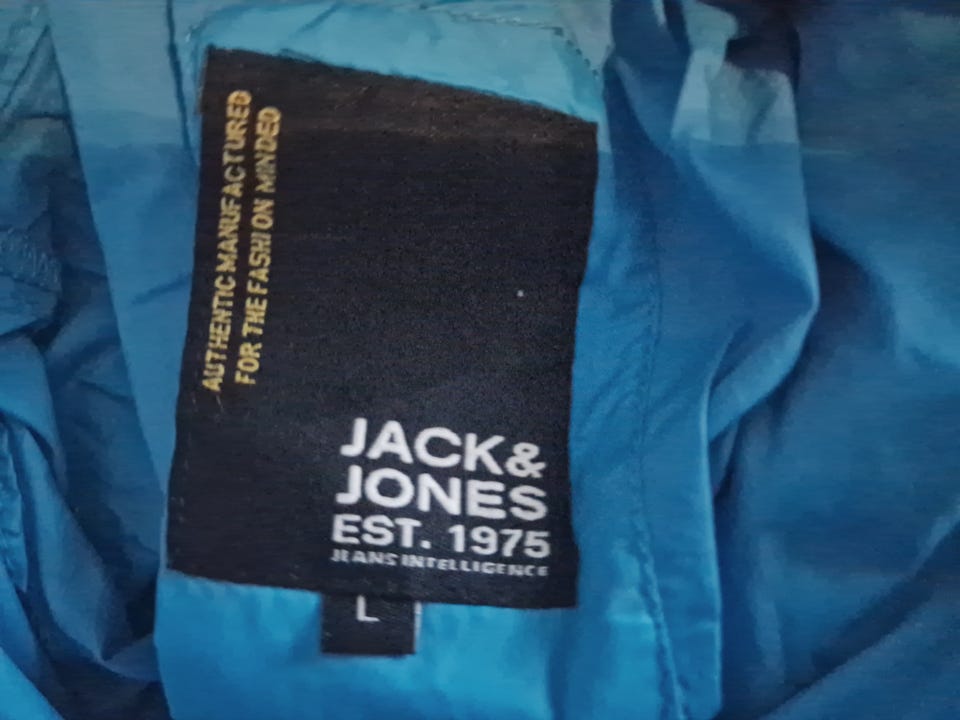 AUTHENTIC MANUFACTURED
FOR THE FASHION MINDED
JACK&
JONES
EST. 1975
JEANS INTELLIGENCE
L